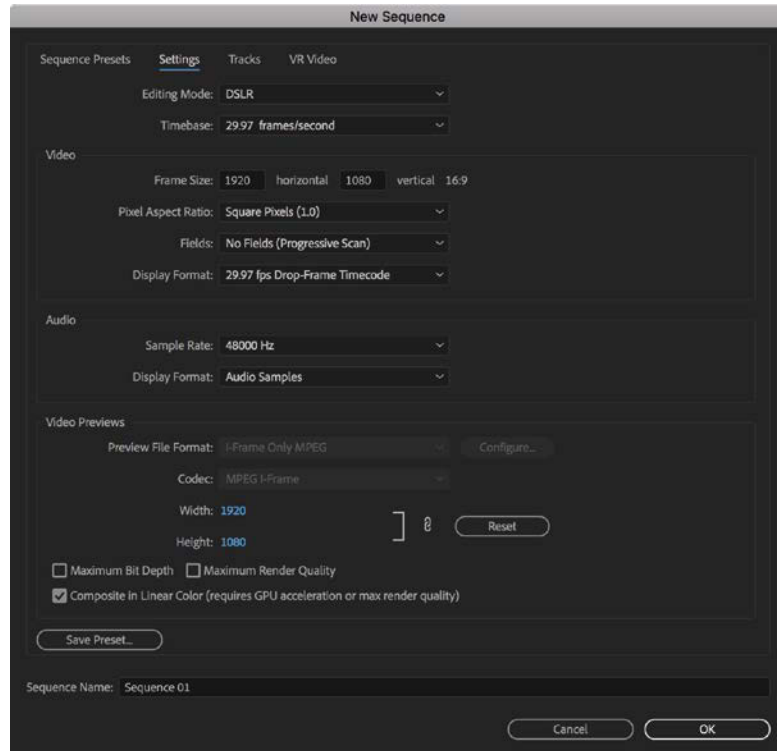 New Sequence
Sequence Presets Settings Tracks VR Video
Editing Mode: DSLR
Timebase: 29.97 frames/second
Video
Frame Size: 1920 horizontal 1080 vertical 16:9
Pixel Aspect Ratio: Square Pixels (1.0)
Fields: No Fields (Progressive Scan)
Display Format: 29.97 fps Drop-Frame Timecode
Audio
Sample Rate: 48000 Hz
Display Format: Audio Samples
Video Previews
Preview File Format: I-Frame Only MPEG Configure...
Codec: MPEG I-Frame
Width: 1920
Reset
Height: 1080
Maximum Bit Depth Maximum Render Quality
Composite in Linear Color (requires GPU acceleration or max render quality)
Save Preset...
Sequence Name: Sequence 01
Cancel OK